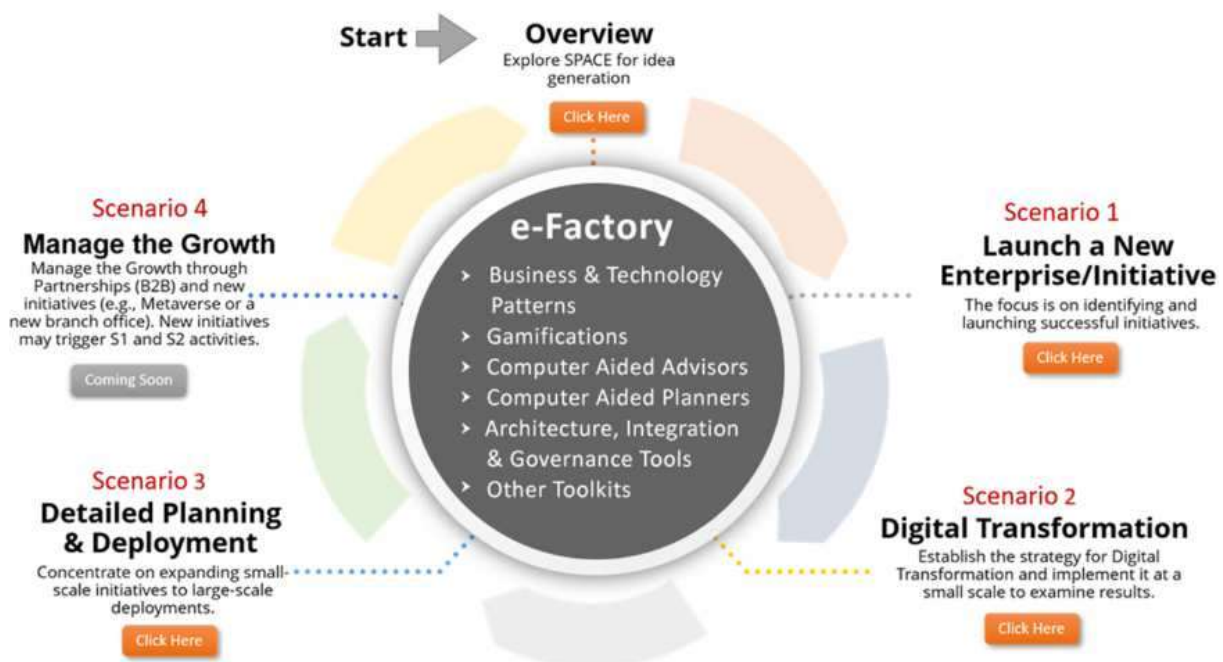 Start
Overview
Explore SPACE for idea
generation
Click Here
Scenario 1
Launch a New
Enterprise/Initiative
The focus is on identifying and
launching successful initiatives.
Click Here
Scenario 2
Digital Transformation
Establish the strategy for Digital
Transformation and implement it at a
small scale to examine results.
Click Here
Scenario 3
Detailed Planning
& Deployment
Concentrate on expanding small-
scale initiatives to large-scale
deployments.
Click Here
Scenario 4
Manage the Growth
Manage the Growth through
Partnerships (B2B) and new
initiatives (e.g., Metaverse or a
new branch office). New initiatives
may trigger S1 and S2 activities.
Coming Soon
e-Factory
Business & Technology
Patterns
Gamifications
Computer Aided Advisors
Computer Aided Planners
Architecture, Integration
& Governance Tools
Other Toolkits